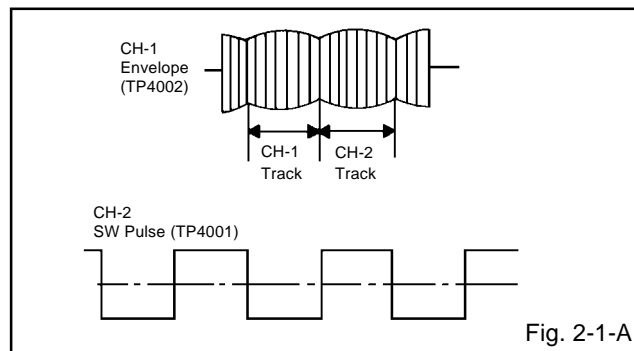 CH-1
Envelope
(TP4002)
CH-1
Track
CH-2
Track
CH-2
SW Pulse (TP4001)
Fig. 2-1-A